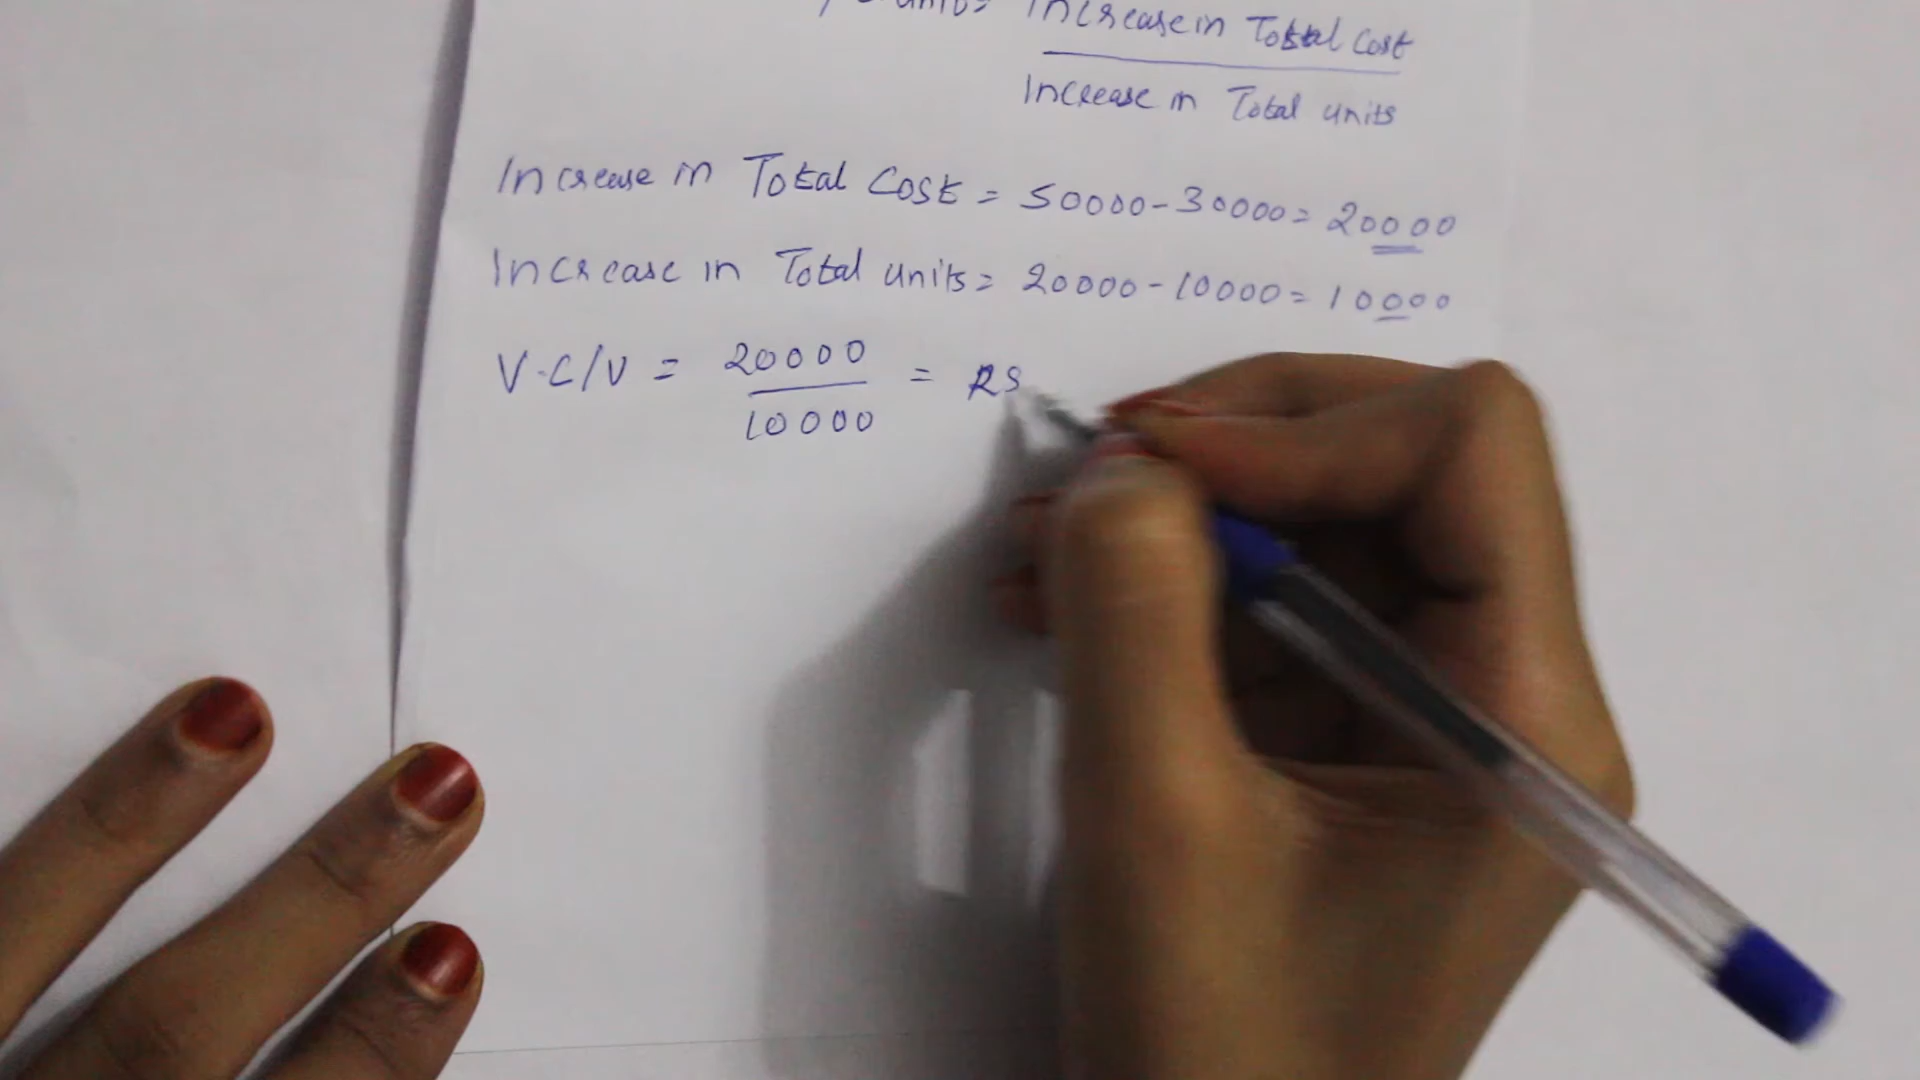 Increase in Total Cost
Increase in Total units
Increase in Total Cost = 50000-30000= 20000
Increase in Total units= 20000-10000= 10000
V.C/U = 20000 = RS
10000